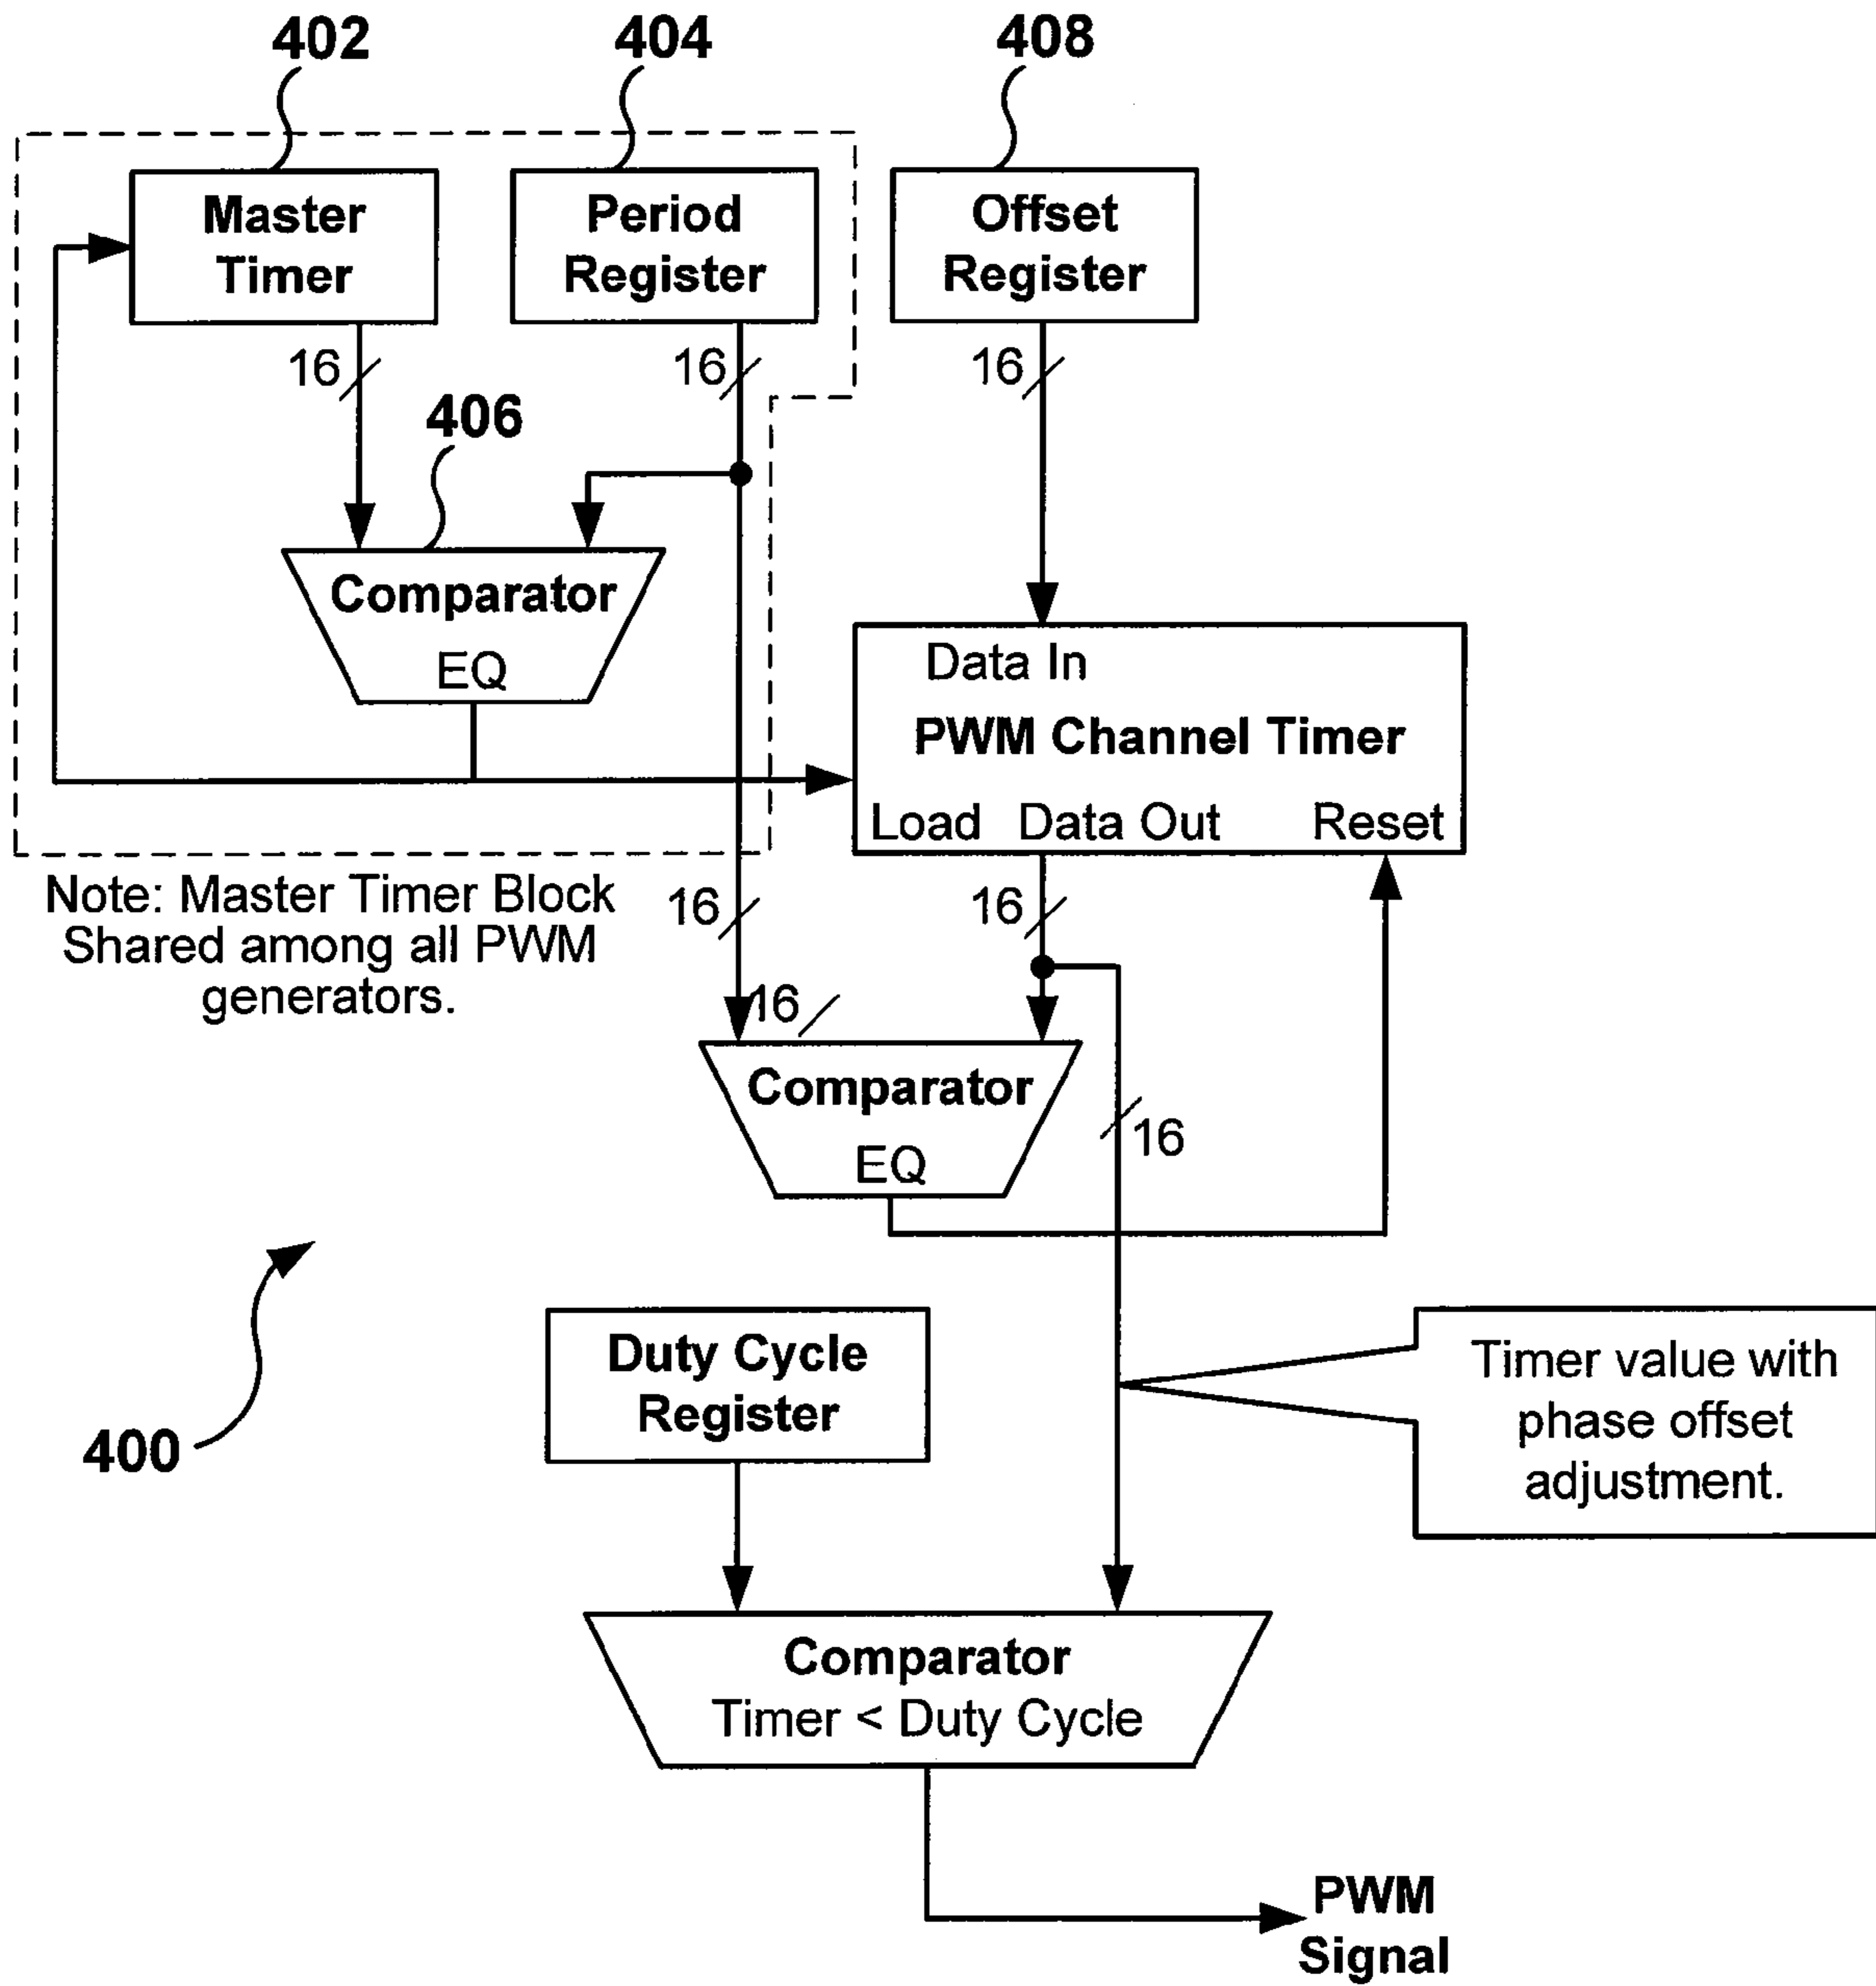 402
404
408
Master
Timer
Period
Register
Offset
Register
16
16
16
406
Comparator
EQ
Data In
PWM Channel Timer
Load Data Out Reset
Note: Master Timer Block
Shared among all PWM
generators.
16
16
16
Comparator
EQ
16
400
Duty Cycle
Register
Timer value with
phase offset
adjustment.
Comparator
Timer < Duty Cycle
PWM
Signal